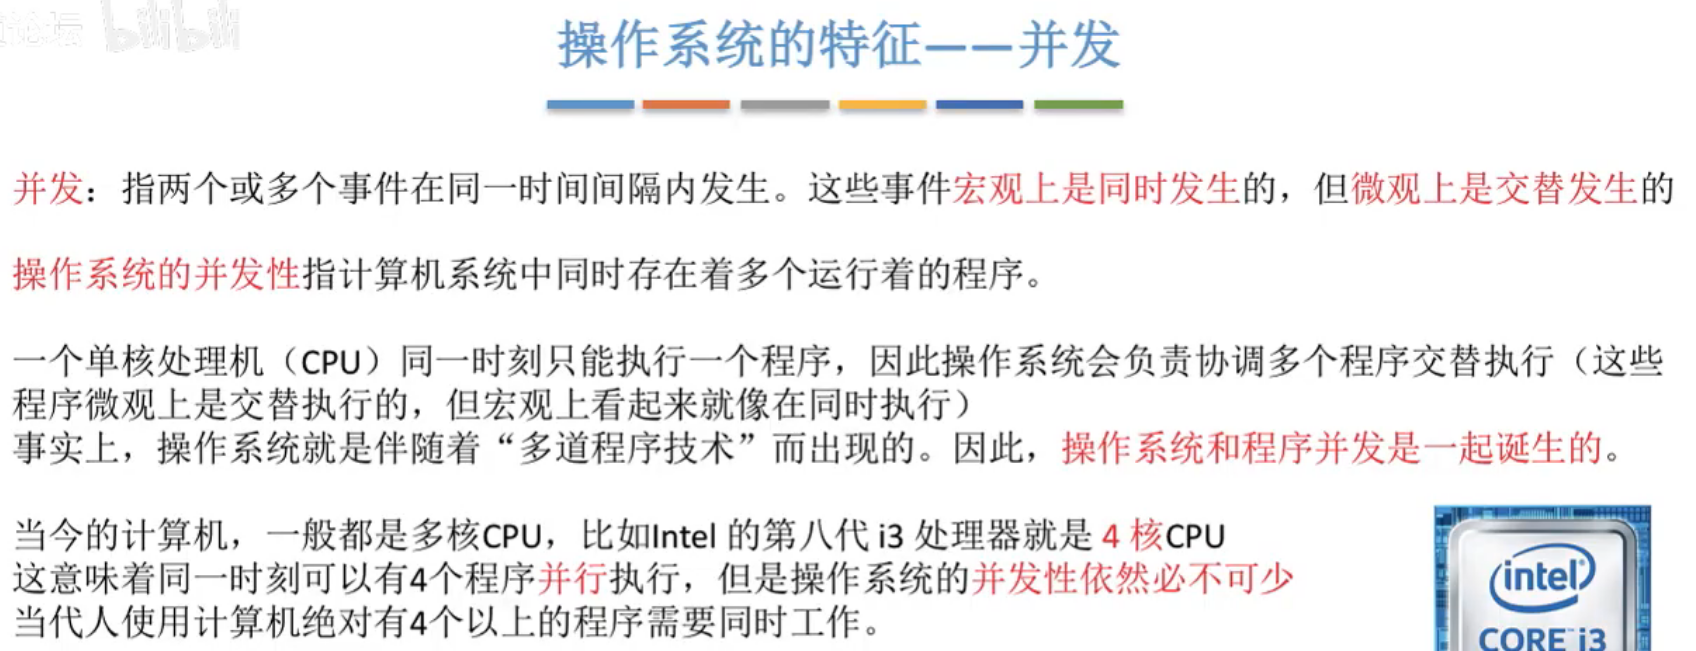 论坛 bilibili
操作系统的特征——并发
并发：指两个或多个事件在同一时间间隔内发生。这些事件宏观上是同时发生的，但微观上是交替发生的
操作系统的并发性指计算机系统中同时存在着多个运行着的程序。
一个单核处理机（CPU）同一时刻只能执行一个程序，因此操作系统会负责协调多个程序交替执行（这些
程序微观上是交替执行的，但宏观上看起来就像在同时执行）
事实上，操作系统就是伴随着“多道程序技术”而出现的。因此，操作系统和程序并发是一起诞生的。
当今的计算机，一般都是多核CPU，比如Intel 的第八代 i3 处理器就是 4 核CPU
这意味着同一时刻可以有4个程序并行执行，但是操作系统的并发性依然必不可少
当代人使用计算机绝对有4个以上的程序需要同时工作。
intel®
CORE™ i3